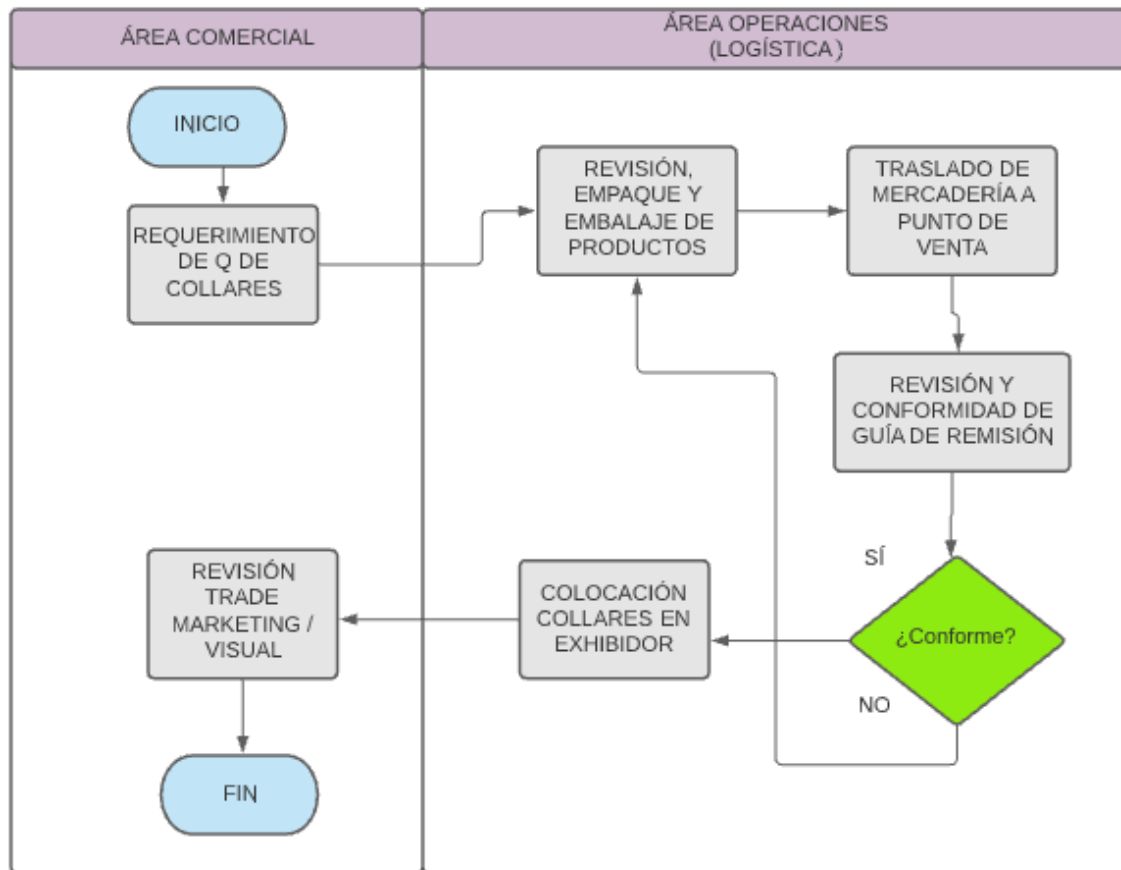 ÁREA COMERCIAL
ÁREA OPERACIONES
(LOGÍSTICA)
INICIO
REQUERIMIENTO
DE Q DE
COLLARES
REVISIÓN,
EMPAQUE Y
EMBALAJE DE
PRODUCTOS
TRASLADO DE
MERCADERÍA A
PUNTO DE
VENTA
REVISIÓN Y
CONFORMIDAD DE
GUÍA DE REMISIÓN
SÍ
¿Conforme?
NO
COLOCACIÓN
COLLARES EN
EXHIBIDOR
REVISIÓN
TRADE
MARKETING /
VISUAL
FIN